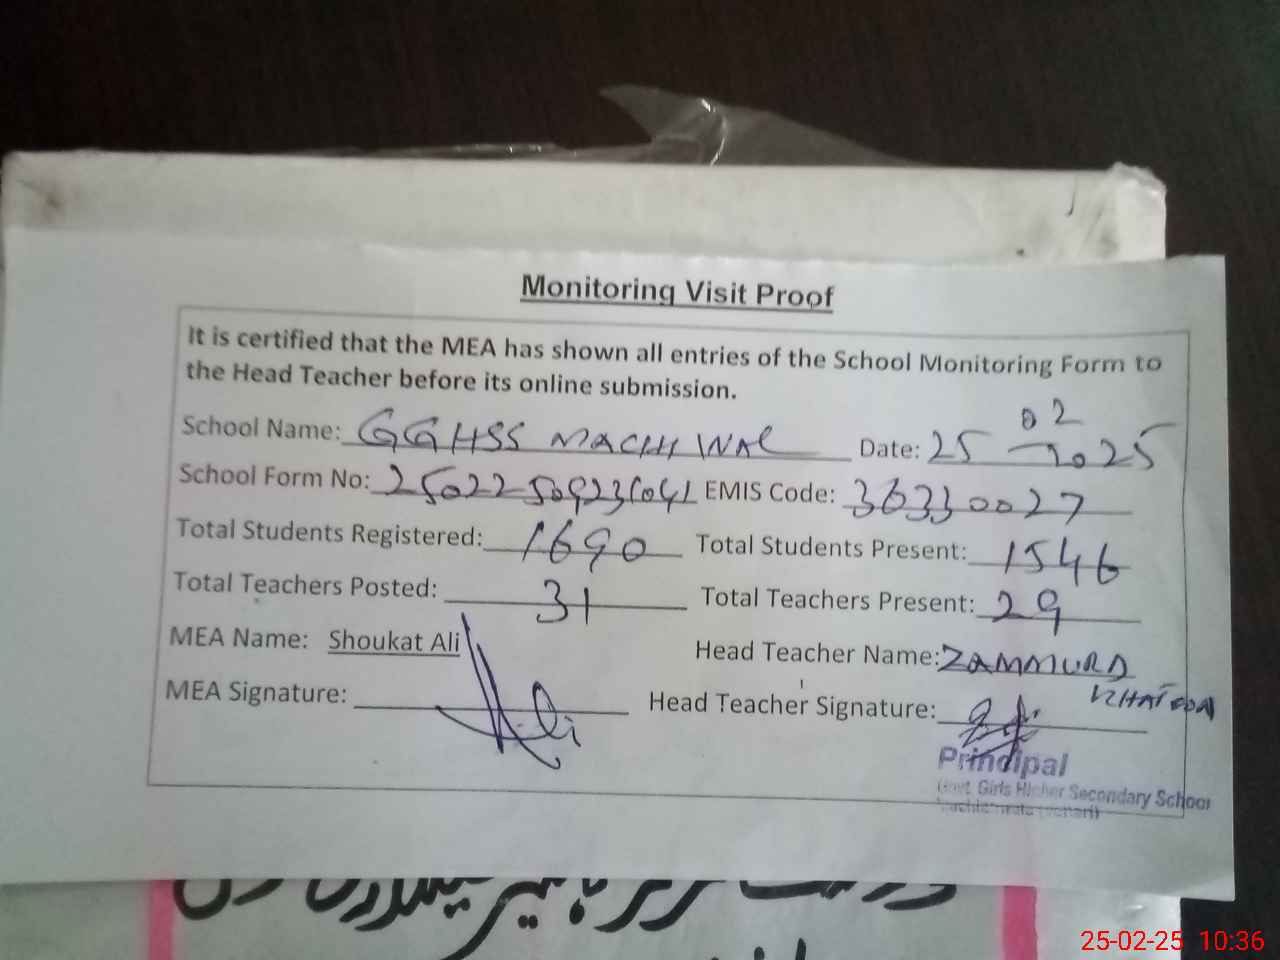 Monitoring Visit Proof
It is certified that the MEA has shown all entries of the School Monitoring Form to
the Head Teacher before its online submission.
School Name: GGHSS MACHIWAL Date: 25 02 2025
School Form No: EMIS Code: 36330027
Total Students Registered: 1690 Total Students Present: 1546
Total Teachers Posted: 31 Total Teachers Present: 29
MEA Name: Shoukat Ali Head Teacher Name: ZAMMURD
KHATOON
MEA Signature: Head Teacher Signature:
Principal
Govt. Girls Higher Secondary School
25-02-25 10:36